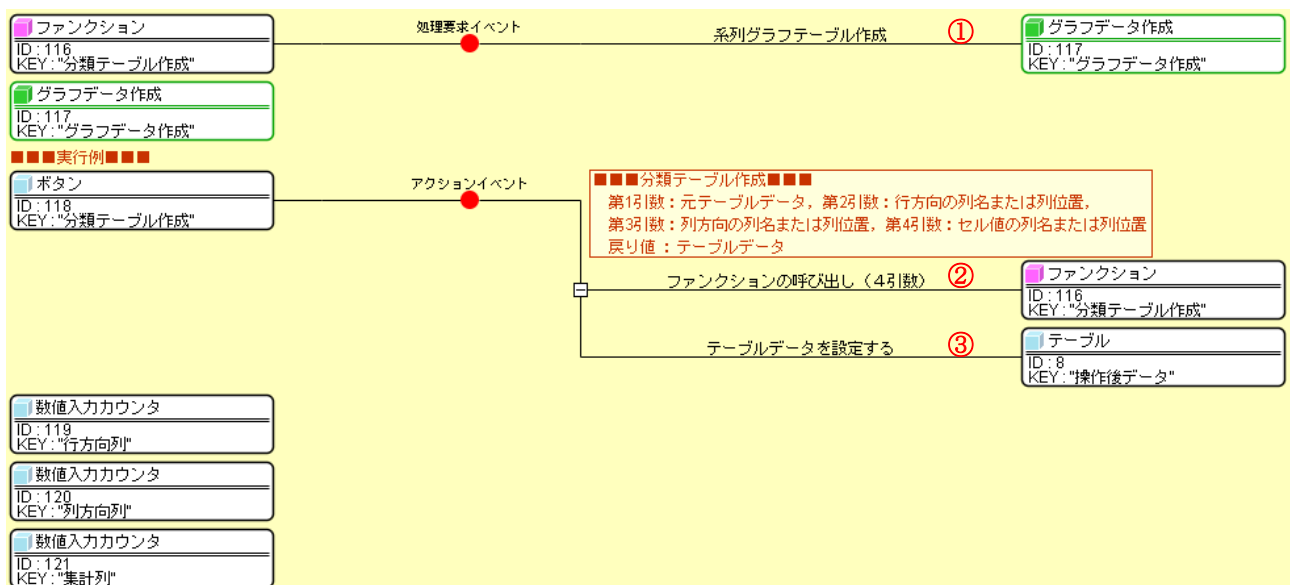 ファンクション
ID：116
KEY："分類テーブル作成"
処理要求イベント
系列グラフテーブル作成
①
グラフデータ作成
ID：117
KEY："グラフデータ作成"
グラフデータ作成
ID：117
KEY："グラフデータ作成"
■■■実行例■■■
ボタン
ID：118
KEY："分類テーブル作成"
アクションイベント
■■■分類テーブル作成■■■
第1引数：元テーブルデータ，第2引数：行方向の列名または列位置，
第3引数：列方向の列名または列位置，第4引数：セル値の列名または列位置
戻り値：テーブルデータ
ファンクションの呼び出し（４引数）
②
ファンクション
ID：116
KEY："分類テーブル作成"
テーブルデータを設定する
③
テーブル
ID：8
KEY："操作後データ"
数値入力カウンタ
ID：119
KEY："行方向列"
数値入力カウンタ
ID：120
KEY："列方向列"
数値入力カウンタ
ID：121
KEY："集計列"